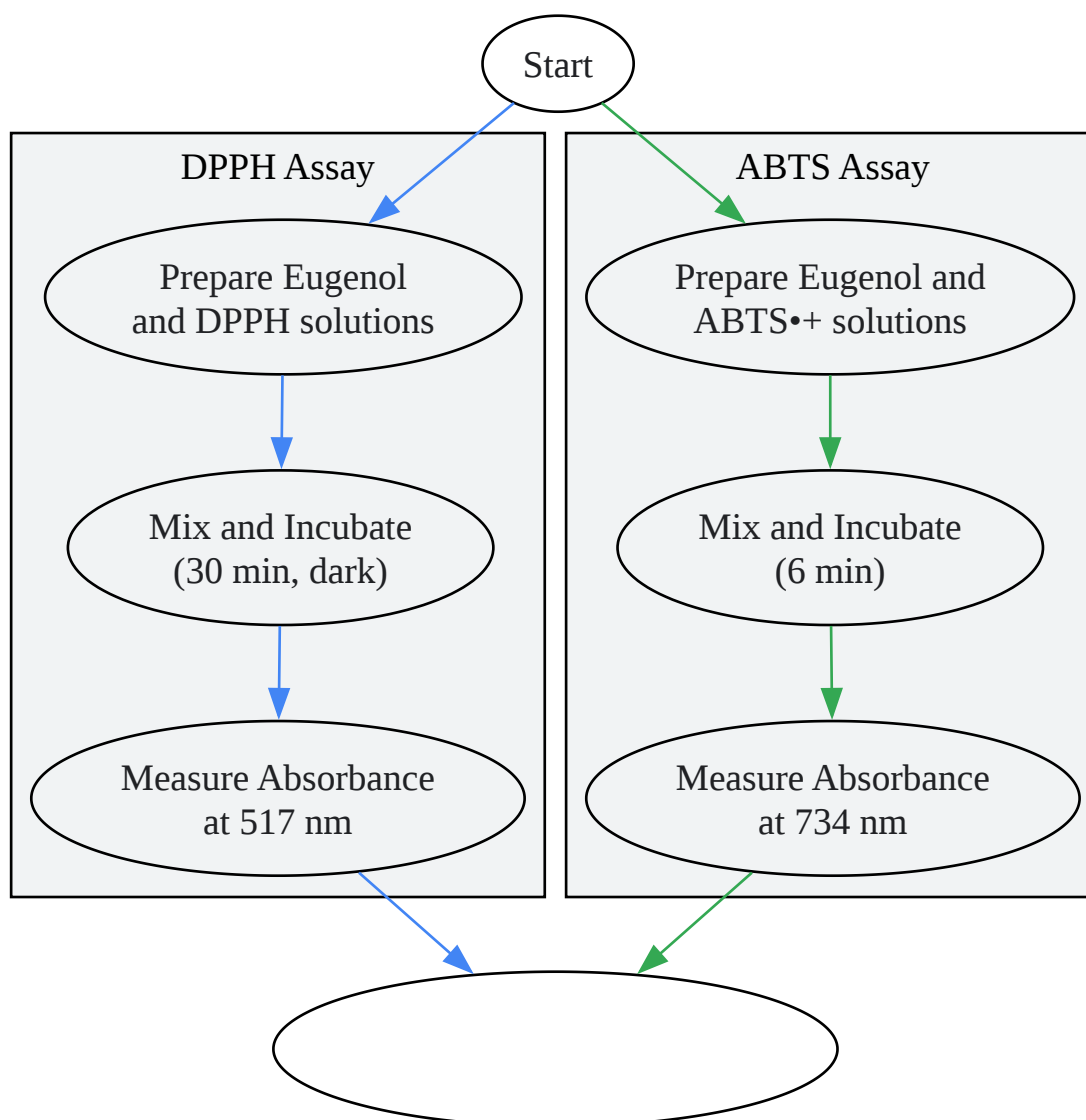 Start
DPPH Assay
Prepare Eugenol
and DPPH solutions
Mix and Incubate
(30 min, dark)
Measure Absorbance
at 517 nm
ABTS Assay
Prepare Eugenol and
ABTS•+ solutions
Mix and Incubate
(6 min)
Measure Absorbance
at 734 nm